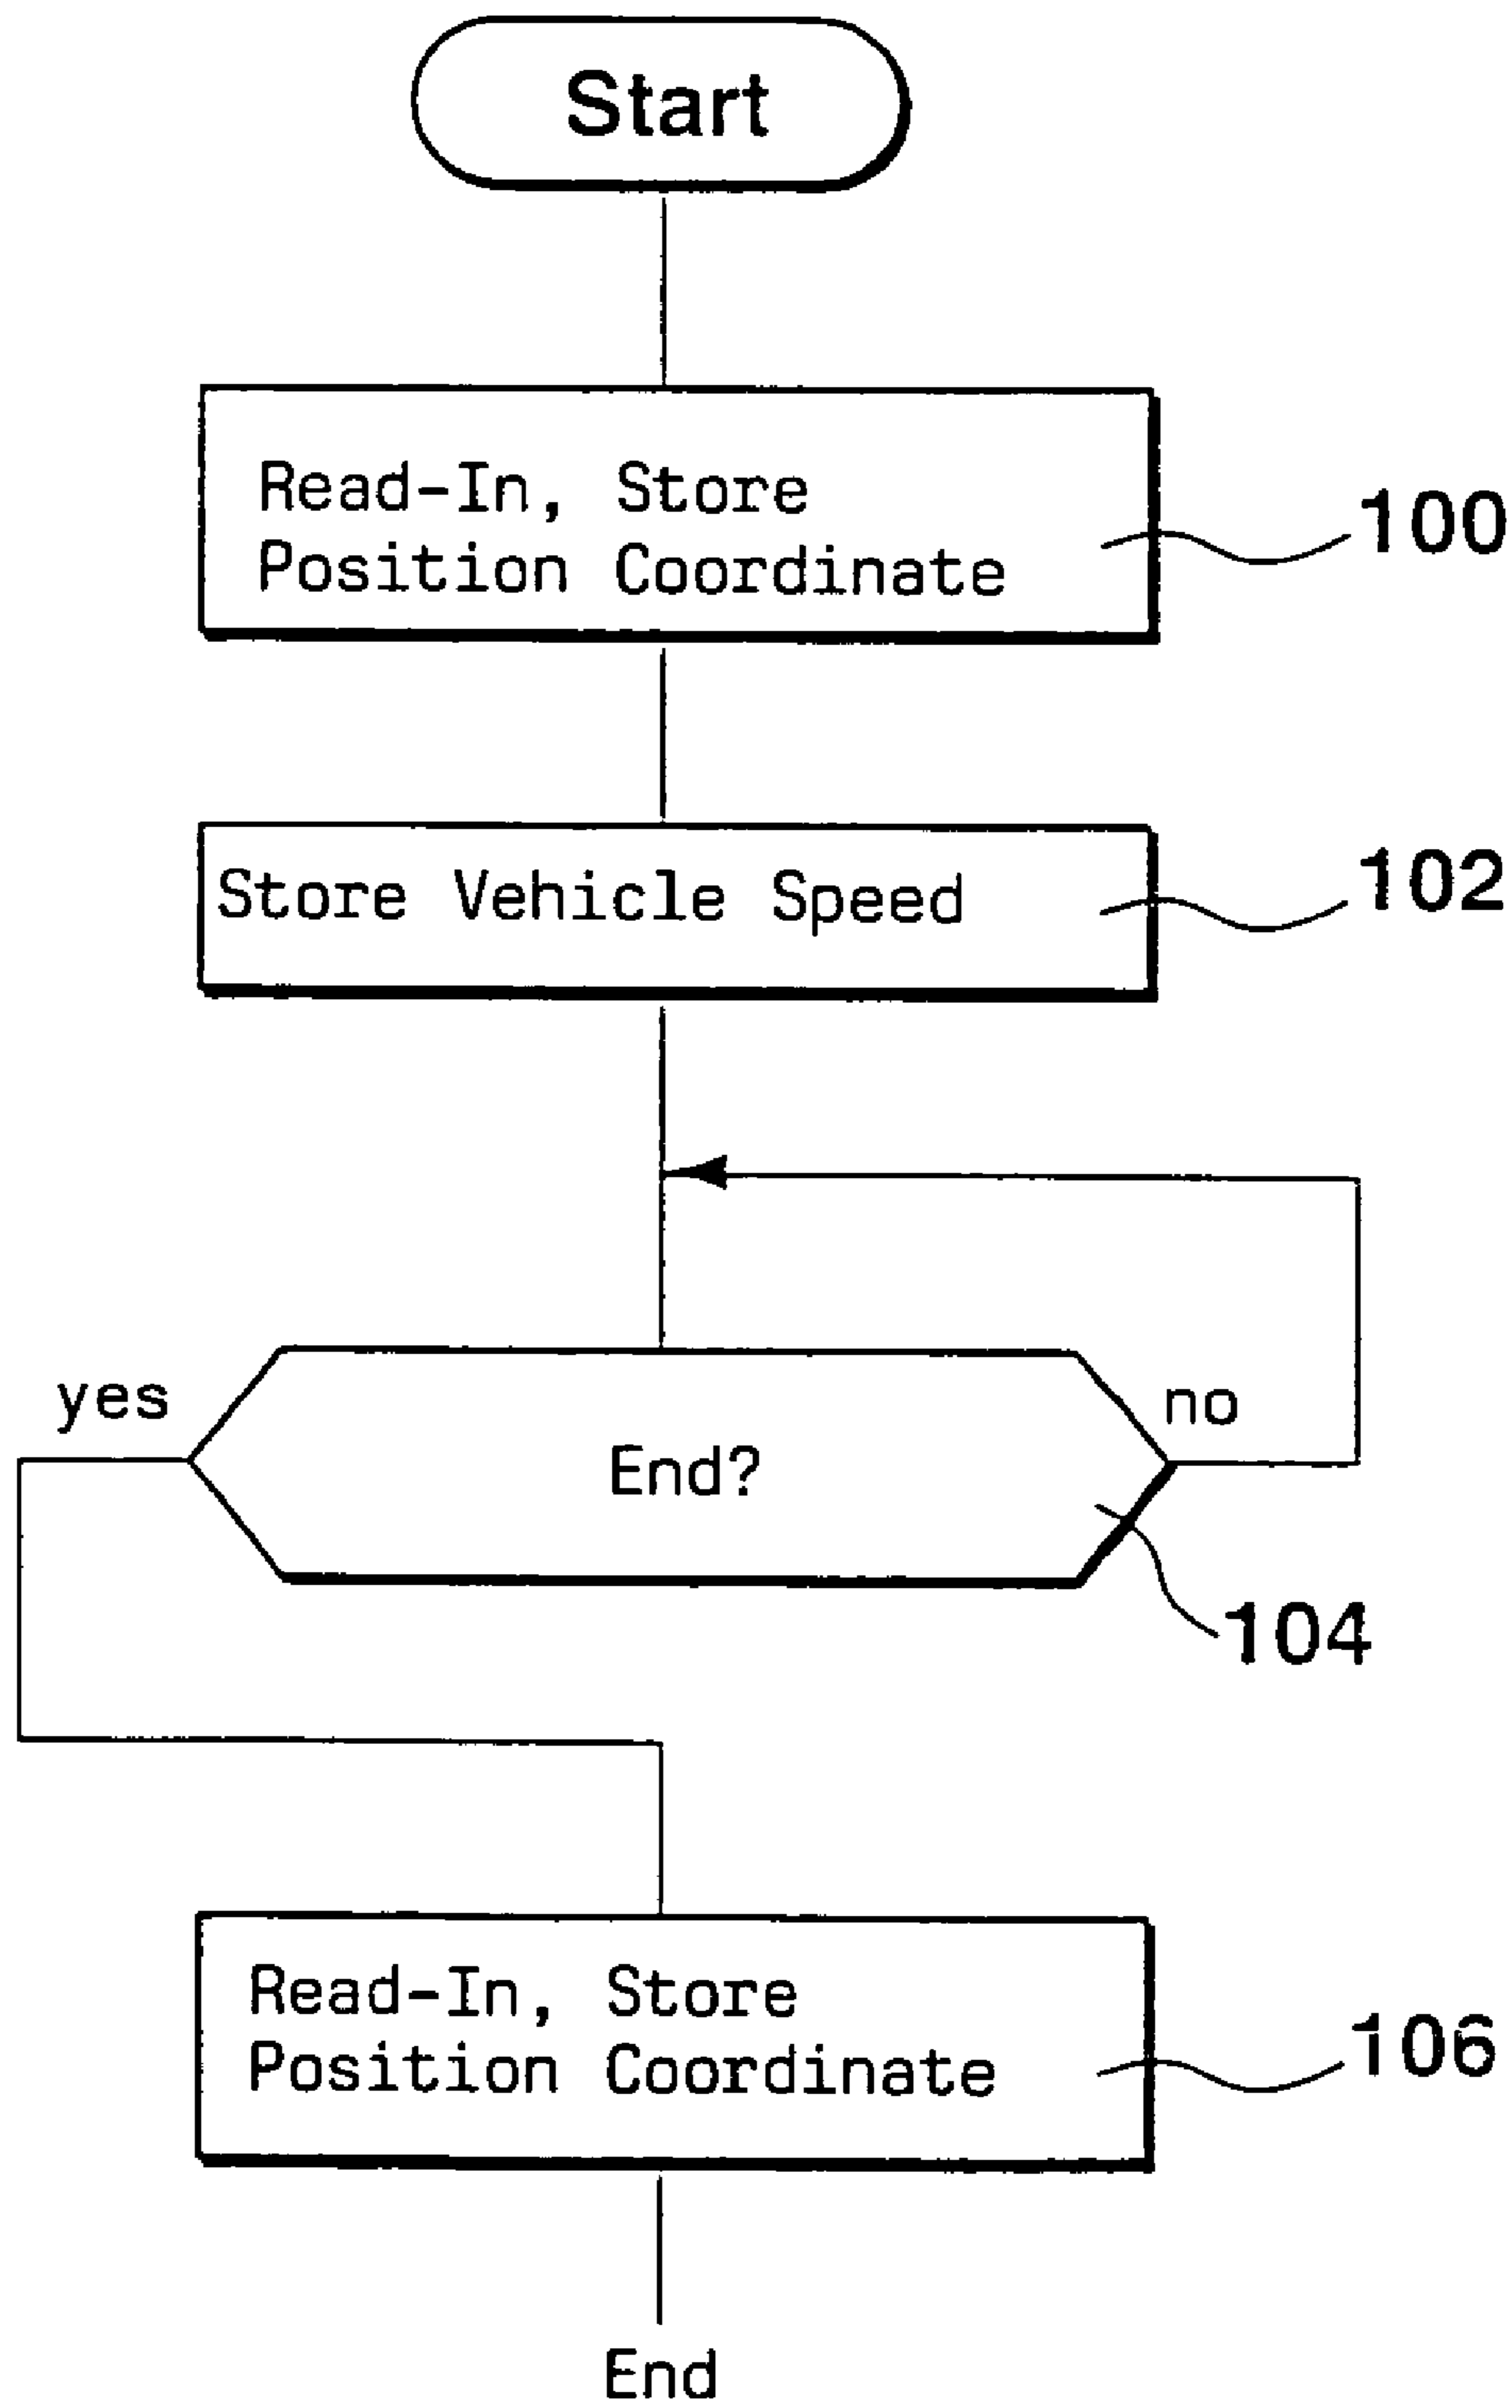 Start
Read-In, Store
Position Coordinate
100
Store Vehicle Speed
102
yes
no
End?
104
Read-In, Store
Position Coordinate
106
End